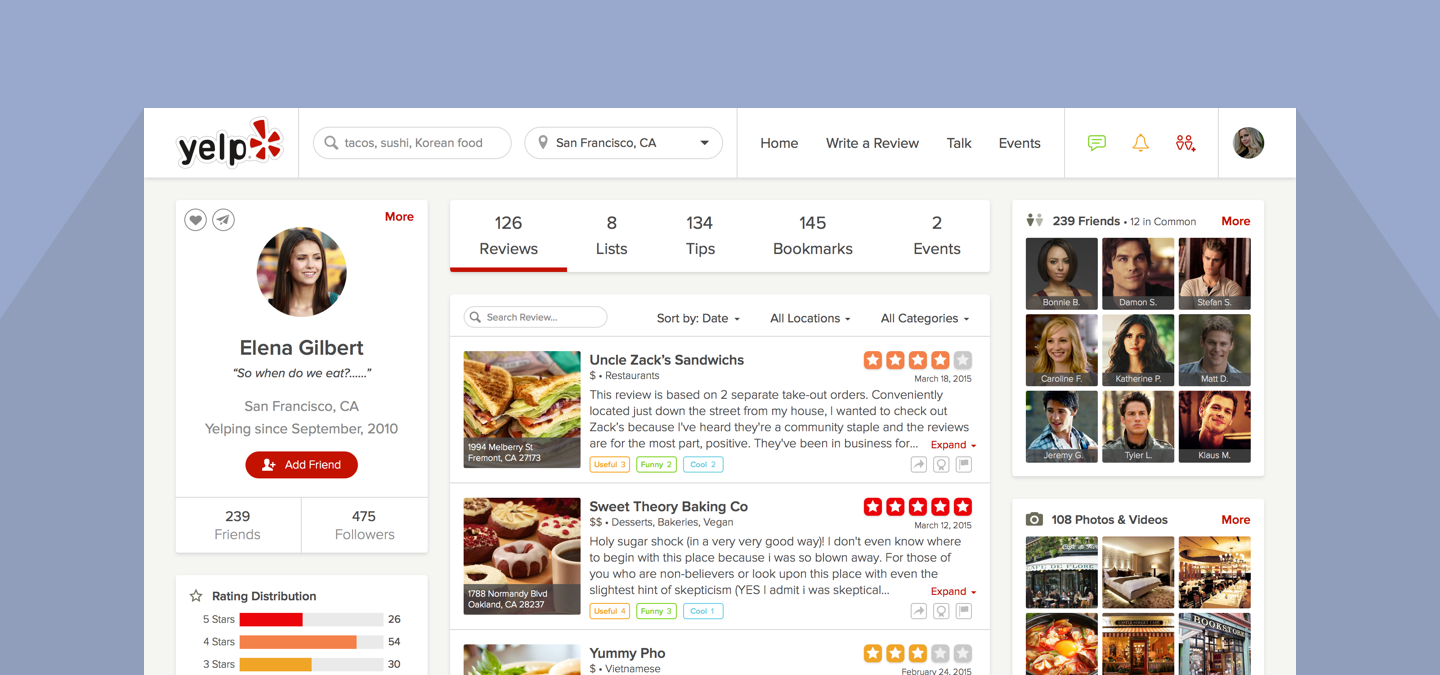 yelp
tacos, sushi, Korean food
San Francisco, CA
Home
Write a Review
Talk
Events
More
Elena Gilbert
“So when do we eat?......”
San Francisco, CA
Yelping since September, 2010
Add Friend
239
Friends
475
Followers
Rating Distribution
5 Stars 26
4 Stars 54
3 Stars 30
126
Reviews
8
Lists
134
Tips
145
Bookmarks
2
Events
Search Review...
Sort by: Date
All Locations
All Categories
Uncle Zack's Sandwichs
$ • Restaurants
March 18, 2015
This review is based on 2 separate take-out orders. Conveniently
located just down the street from my house, I wanted to check out
Zack's because I've heard they're a community staple and the reviews
are for the most part, positive. They've been in business for... Expand
1994 Melberry St
Fremont, CA 27173
Useful 3
Funny 2
Cool 2
Sweet Theory Baking Co
$$ • Desserts, Bakeries, Vegan
March 12, 2015
Holy sugar shock (in a very very good way)! I don't even know where
to begin with this place because i was so blown away. For those of
you who are non-believers or look upon this place with even the
slightest hint of skepticism (YES I admit i was skeptical... Expand
1788 Normandy Blvd
Oakland, CA 28237
Useful 4
Funny 3
Cool 1
Yummy Pho
$ • Vietnamese
February 24, 2015
239 Friends • 12 in Common
More
Bonnie B.
Damon S.
Stefan S.
Caroline F.
Katherine P.
Matt D.
Jeremy G.
Tyler L.
Klaus M.
108 Photos & Videos
More
CAFE DE FLORE
BOOKSTORE